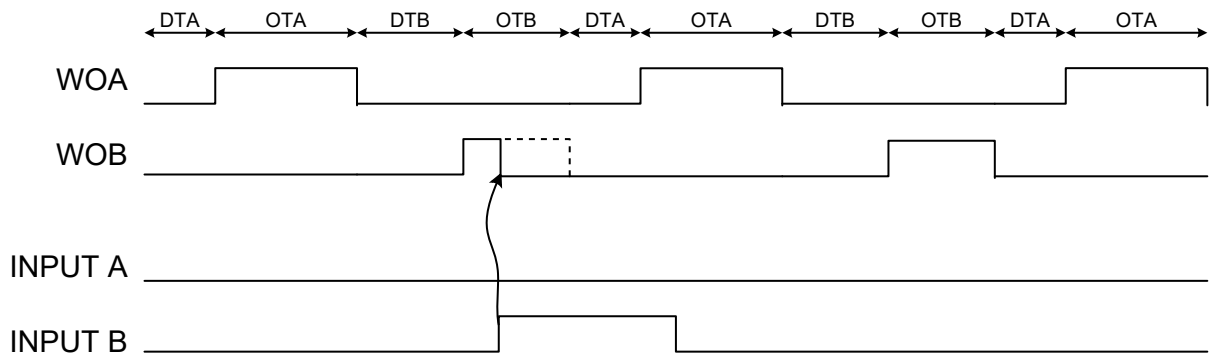 DTA OTA DTB OTB DTA OTA DTB OTB DTA OTA
WOA
WOB
INPUT A
INPUT B